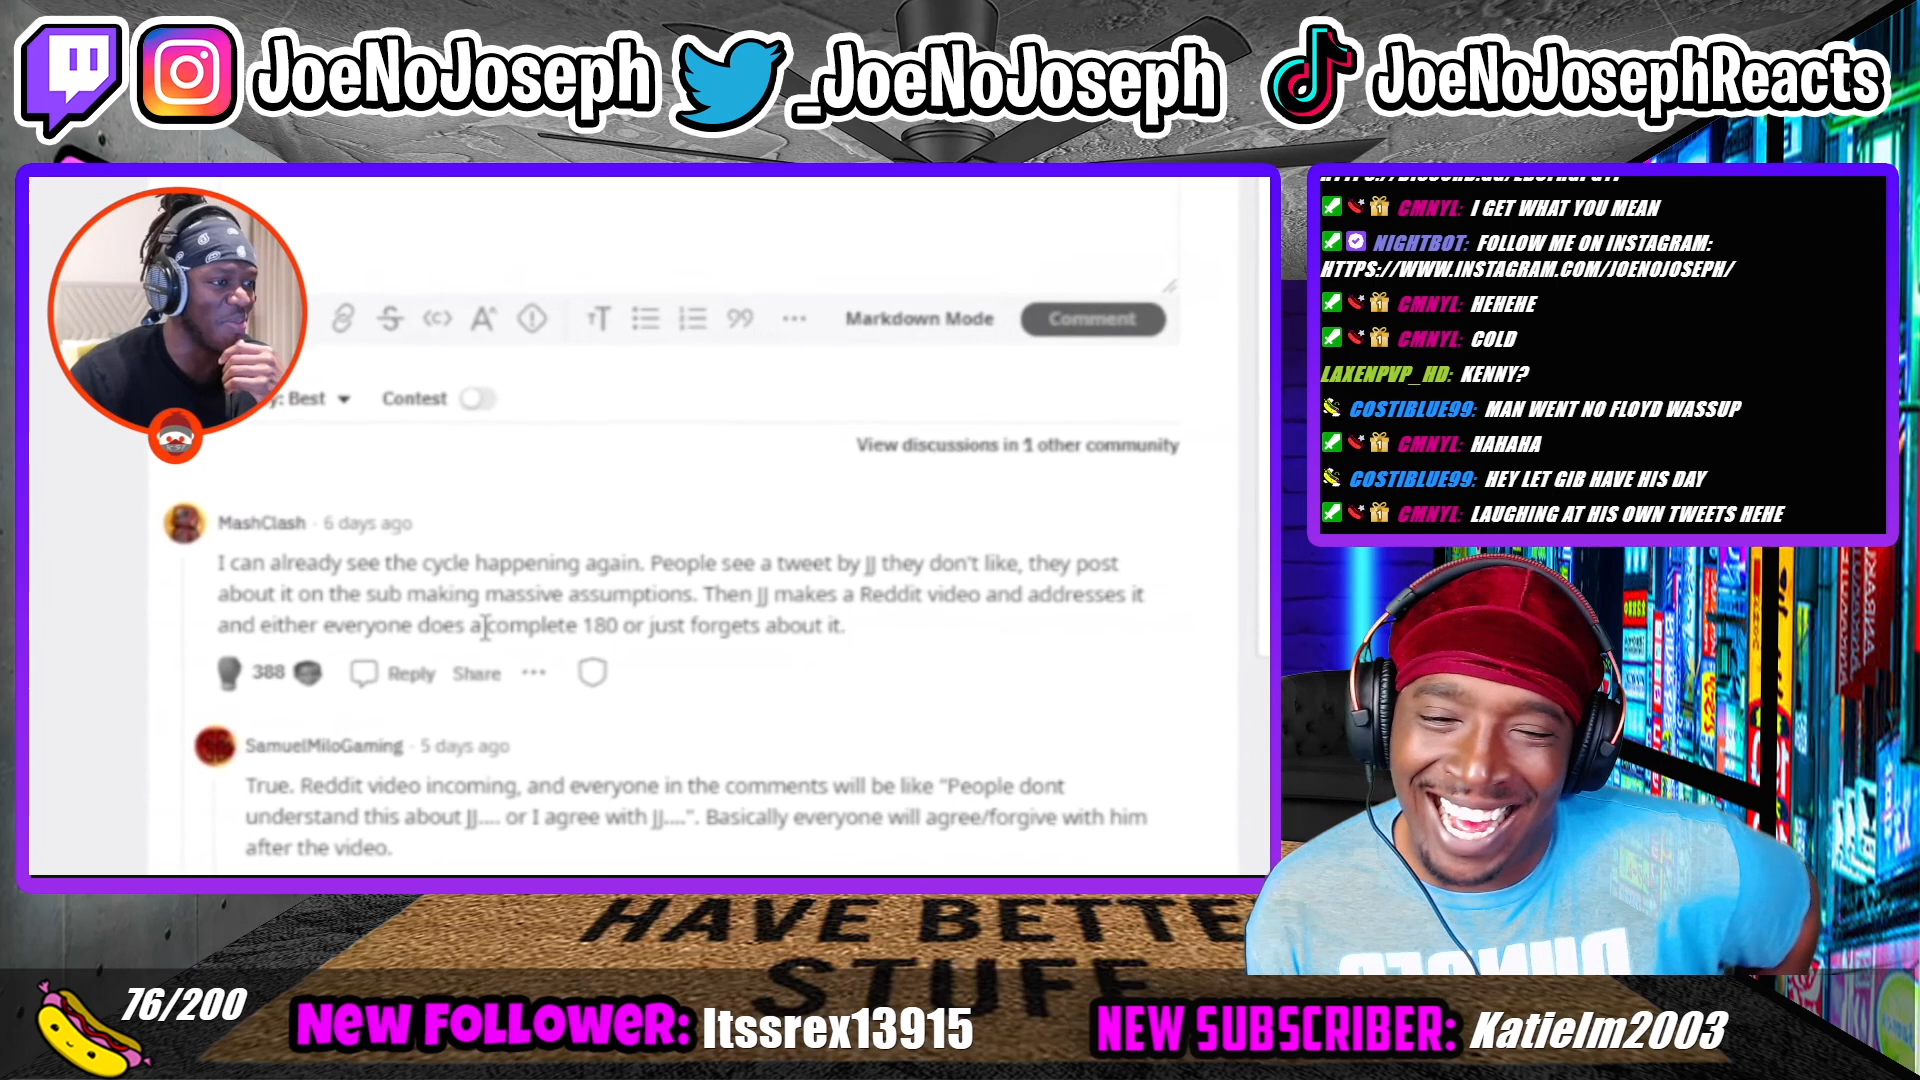 JoeNoJoseph
_JoeNoJoseph
JoeNoJosephReacts
Markdown Mode
Comment
y: Best
Contest
View discussions in 1 other community
MashClash · 6 days ago
I can already see the cycle happening again. People see a tweet by JJ they don't like, they post
about it on the sub making massive assumptions. Then JJ makes a Reddit video and addresses it
and either everyone does a complete 180 or just forgets about it.
388
Reply
Share
SamuelMiloGaming · 5 days ago
True. Reddit video incoming, and everyone in the comments will be like "People dont
understand this about JJ.... or I agree with JJ....". Basically everyone will agree/forgive with him
after the video.
CMNYL: I GET WHAT YOU MEAN
NIGHTBOT: FOLLOW ME ON INSTAGRAM:
HTTPS://WWW.INSTAGRAM.COM/JOENOJOSEPH/
CMNYL: HEHEHE
CMNYL: COLD
LAXENPVP_HD: KENNY?
COSTIBLUE99: MAN WENT NO FLOYD WASSUP
CMNYL: HAHAHA
COSTIBLUE99: HEY LET GIB HAVE HIS DAY
CMNYL: LAUGHING AT HIS OWN TWEETS HEHE
HAVE BETTE
STUFF
76/200
NEW FOLLOWER: ltssrex13915
NEW SUBSCRIBER: Katielm2003